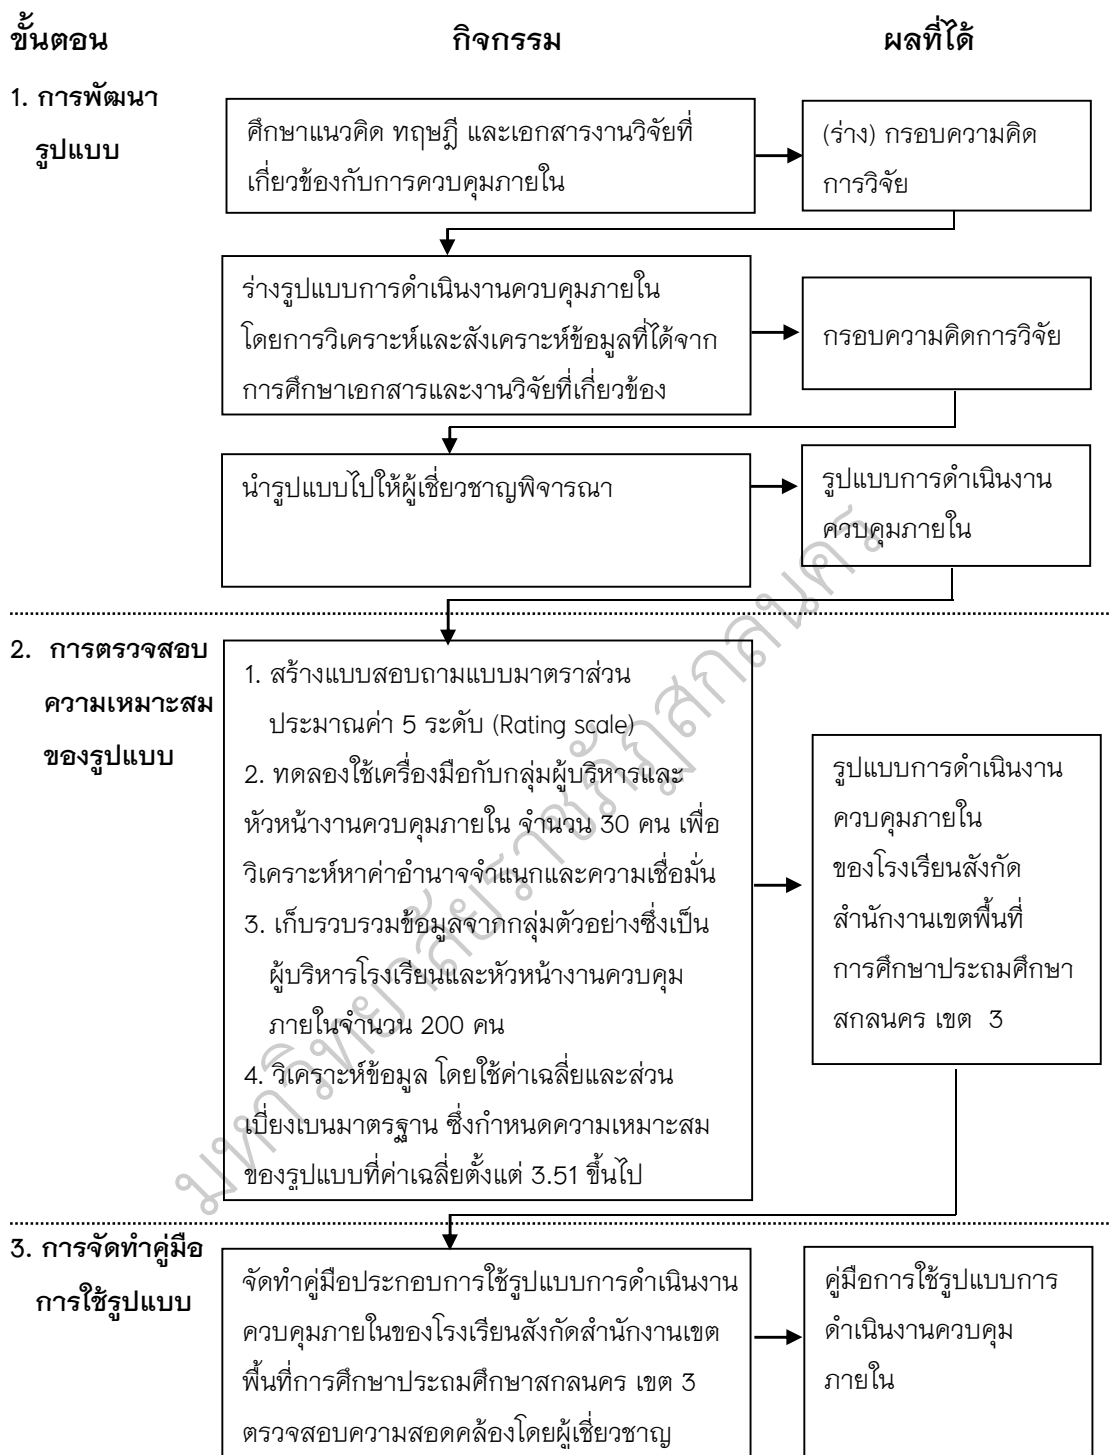 ขั้นตอน
กิจกรรม
ผลที่ได้
1. การพัฒนา
รูปแบบ
ศึกษาแนวคิด ทฤษฎี และเอกสารงานวิจัยที่
เกี่ยวข้องกับการควบคุมภายใน
(ร่าง) กรอบความคิด
การวิจัย
ร่างรูปแบบการดำเนินงานควบคุมภายใน
โดยการวิเคราะห์และสังเคราะห์ข้อมูลที่ได้จาก
การศึกษาเอกสารและงานวิจัยที่เกี่ยวข้อง
กรอบความคิดการวิจัย
นำรูปแบบไปให้ผู้เชี่ยวชาญพิจารณา
รูปแบบการดำเนินงาน
ควบคุมภายใน
2. การตรวจสอบ
ความเหมาะสม
ของรูปแบบ
1. สร้างแบบสอบถามแบบมาตราส่วน
ประมาณค่า 5 ระดับ (Rating scale)
2. ทดลองใช้เครื่องมือกับกลุ่มผู้บริหารและ
หัวหน้างานควบคุมภายใน จำนวน 30 คน เพื่อ
วิเคราะห์หาค่าอำนาจจำแนกและความเชื่อมั่น
3. เก็บรวบรวมข้อมูลจากกลุ่มตัวอย่างซึ่งเป็น
ผู้บริหารโรงเรียนและหัวหน้างานควบคุม
ภายในจำนวน 200 คน
4. วิเคราะห์ข้อมูล โดยใช้ค่าเฉลี่ยและส่วน
เบี่ยงเบนมาตรฐาน ซึ่งกำหนดความเหมาะสม
ของรูปแบบที่ค่าเฉลี่ยตั้งแต่ 3.51 ขึ้นไป
รูปแบบการดำเนินงาน
ควบคุมภายใน
ของโรงเรียนสังกัด
สำนักงานเขตพื้นที่
การศึกษาประถมศึกษา
สกลนคร เขต 3
3. การจัดทำคู่มือ
การใช้รูปแบบ
จัดทำคู่มือประกอบการใช้รูปแบบการดำเนินงาน
ควบคุมภายในของโรงเรียนสังกัดสำนักงานเขต
พื้นที่การศึกษาประถมศึกษาสกลนคร เขต 3
ตรวจสอบความสอดคล้องโดยผู้เชี่ยวชาญ
คู่มือการใช้รูปแบบการ
ดำเนินงานควบคุม
ภายใน
มหาวิทยาลัยราชภัฏสกลนคร